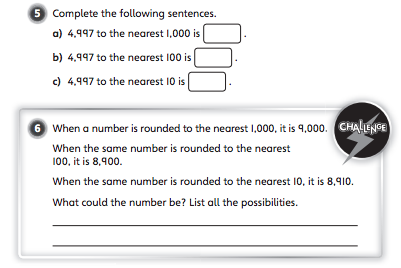 5 Complete the following sentences.
a) 4,997 to the nearest 1,000 is .
b) 4,997 to the nearest 100 is .
c) 4,997 to the nearest 10 is .
6 When a number is rounded to the nearest 1,000, it is 9,000. CHALLENGE
When the same number is rounded to the nearest
100, it is 8,900.
When the same number is rounded to the nearest 10, it is 8,910.
What could the number be? List all the possibilities.